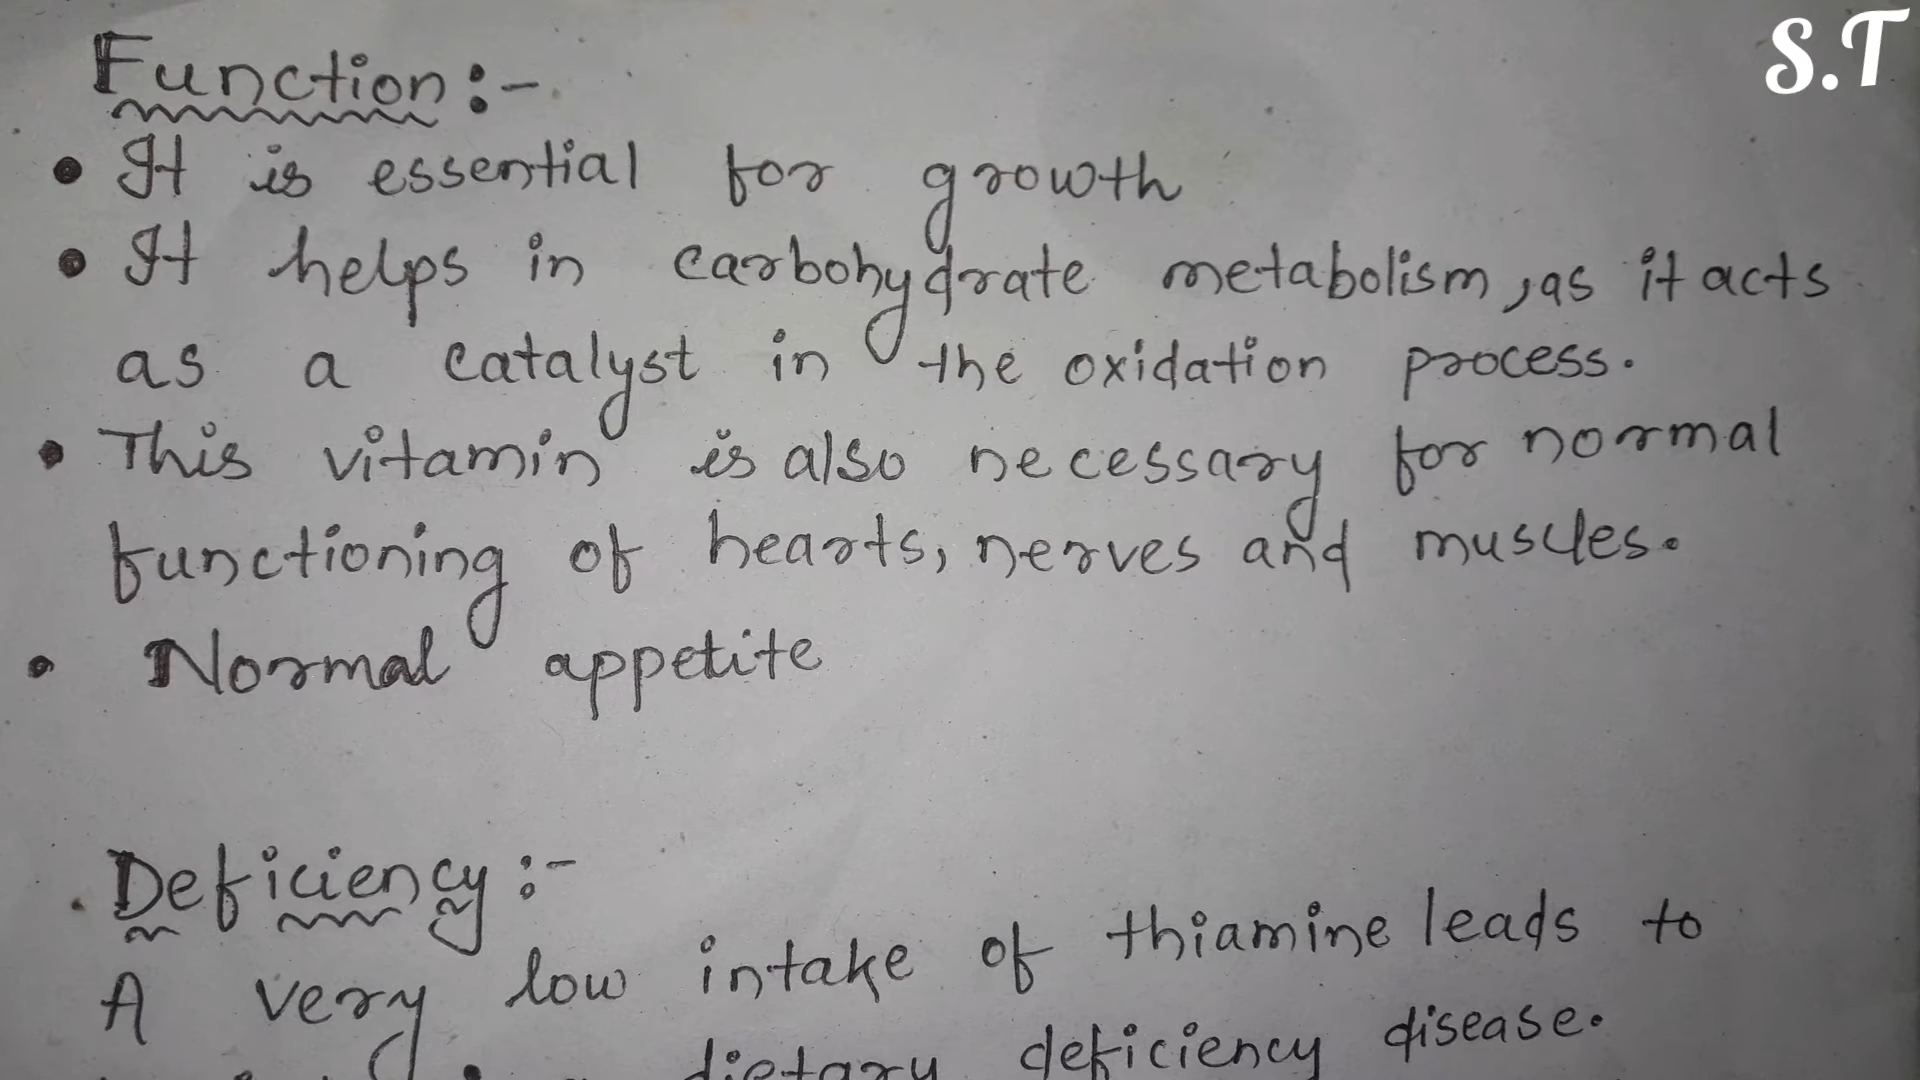 S.T
Function:-
• It is essential for growth
• It helps in carbohydrate metabolism, as it acts
as a catalyst in the oxidation process.
• This vitamin is also necessary for normal
functioning of hearts, nerves and muscles.
• Normal appetite
Deficiency:-
A very low intake of thiamine leads to
dietary deficiency disease.